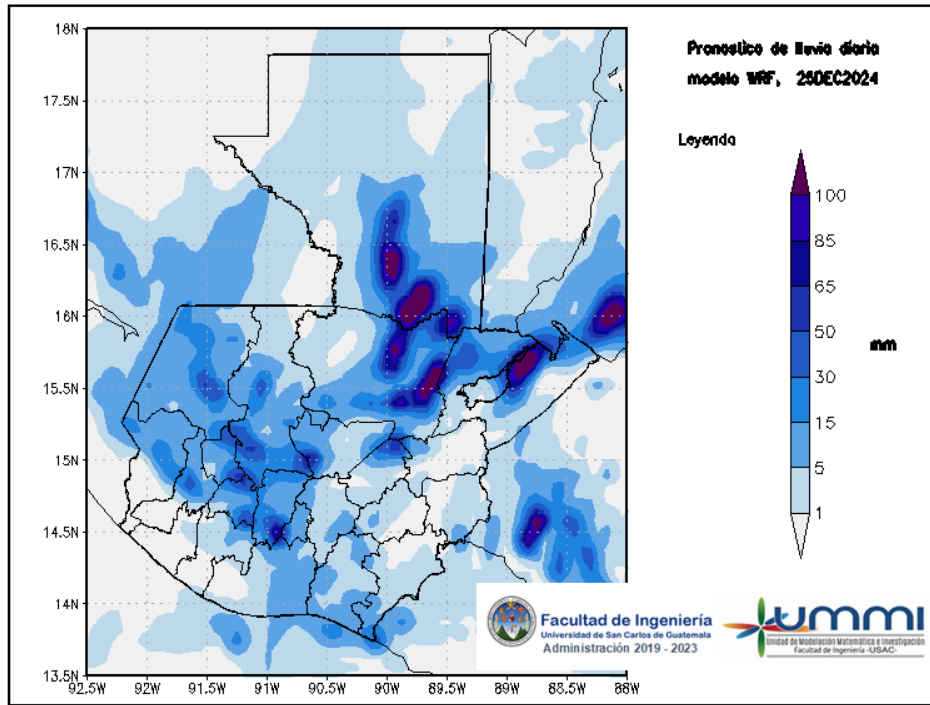 Pronostico de lluvia diaria
modelo WRF, 25DEC2024
Leyenda
100
85
65
50
30
15
5
1
mm
18N
17.5N
17N
16.5N
16N
15.5N
15N
14.5N
14N
13.5N
92.5W
92W
91.5W
91W
90.5W
90W
89.5W
89W
88.5W
88W
Facultad de Ingeniería
Universidad de San Carlos de Guatemala
Administración 2019 - 2023
UMMI
Unidad de Modelación Matemática e Investigación
Facultad de Ingeniería -USAC-